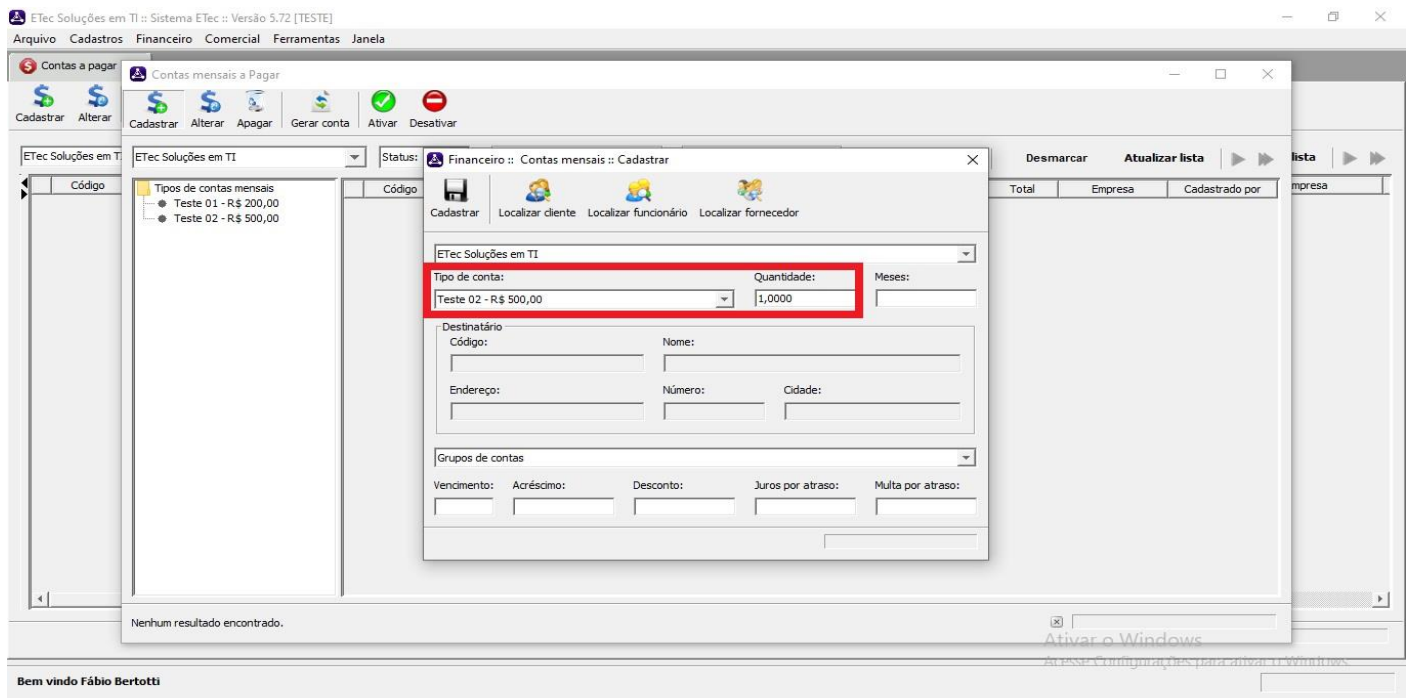 ETec Soluções em TI :: Sistema ETec :: Versão 5.72 [TESTE]
Arquivo Cadastros Financeiro Comercial Ferramentas Janela
Contas a pagar
Cadastrar Alterar
ETec Soluções em T
Código
Contas mensais a Pagar
Cadastrar Alterar Apagar Gerar conta Ativar Desativar
ETec Soluções em TI
Status:
Desmarcar Atualizar lista
lista
Tipos de contas mensais
Teste 01 - R$ 200,00
Teste 02 - R$ 500,00
Código
Total Empresa Cadastrado por
mpresa
Financeiro :: Contas mensais :: Cadastrar
Cadastrar Localizar cliente Localizar funcionário Localizar fornecedor
ETec Soluções em TI
Tipo de conta: Quantidade: Meses:
Teste 02 - R$ 500,00 1,0000
Destinatário
Código: Nome:
Endereço: Número: Cidade:
Grupos de contas
Vencimento: Acréscimo: Desconto: Juros por atraso: Multa por atraso:
Nenhum resultado encontrado.
Ativar o Windows
Acesse Configurações para ativar o Windows.
Bem vindo Fábio Bertotti